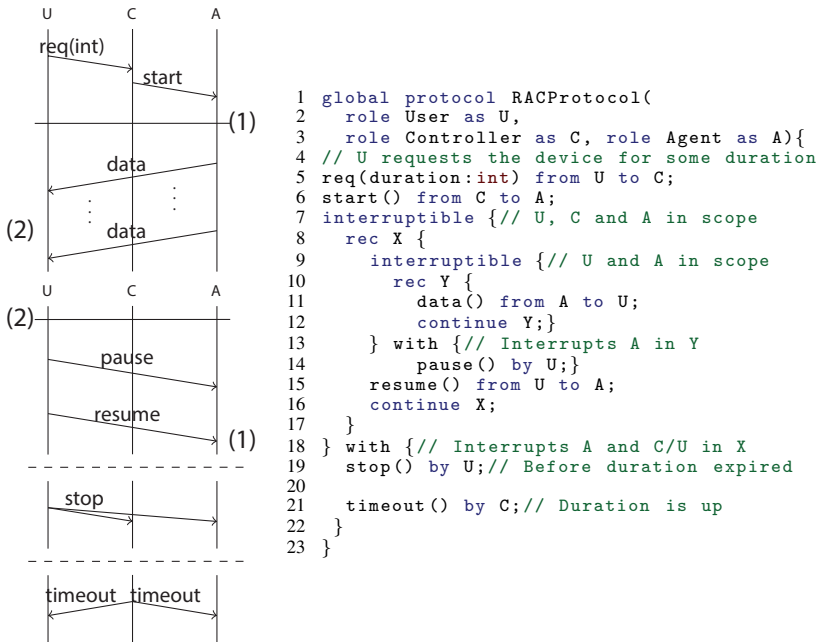 U C A
req(int)
start
(1)
data
data
(2)
U C A
(2)
pause
resume
(1)
stop
timeout timeout
1 global protocol RACProtocol(
2 role User as U,
3 role Controller as C, role Agent as A){
4 // U requests the device for some duration
5 req(duration:int) from U to C;
6 start() from C to A;
7 interruptible {// U, C and A in scope
8 rec X {
9 interruptible {// U and A in scope
10 rec Y {
11 data() from A to U;
12 continue Y;}
13 } with {// Interrupts A in Y
14 pause() by U;}
15 resume() from U to A;
16 continue X;
17 }
18 } with {// Interrupts A and C/U in X
19 stop() by U;// Before duration expired
20
21 timeout() by C;// Duration is up
22 }
23 }